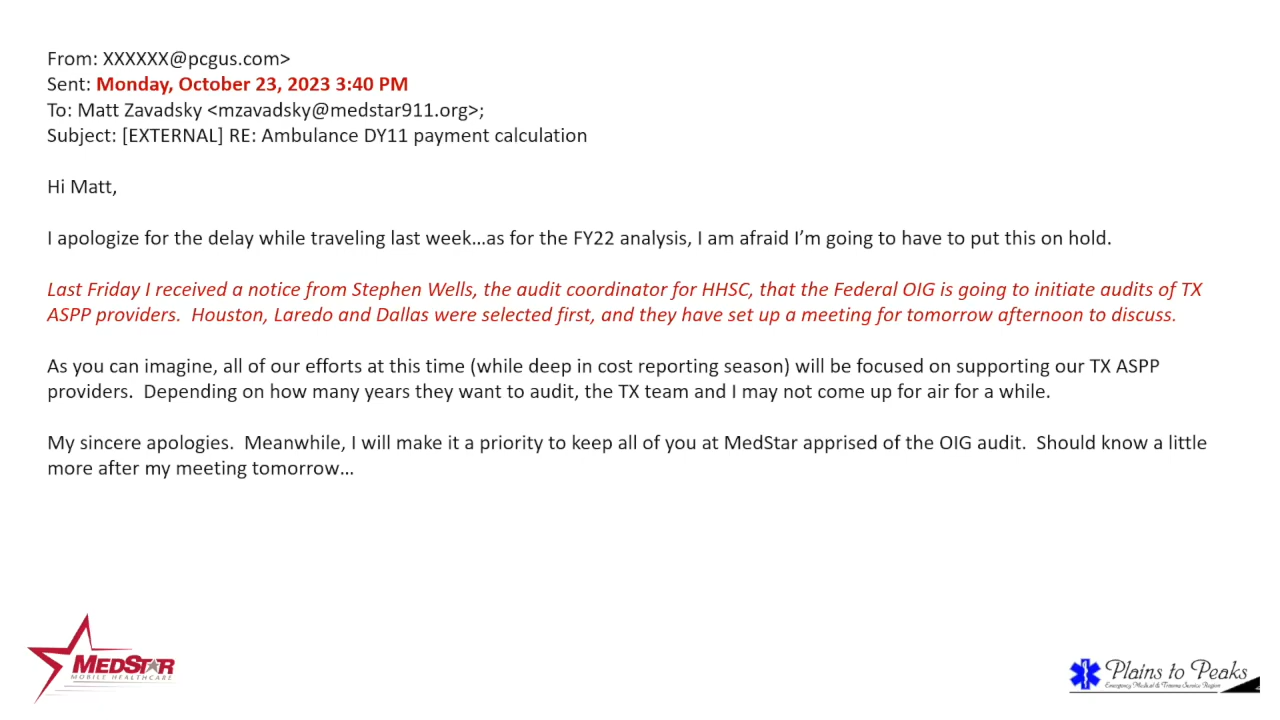 From: XXXXXX@pcgus.com>
Sent: Monday, October 23, 2023 3:40 PM
To: Matt Zavadsky <mzavadsky@medstar911.org>;
Subject: [EXTERNAL] RE: Ambulance DY11 payment calculation
Hi Matt,
I apologize for the delay while traveling last week…as for the FY22 analysis, I am afraid I’m going to have to put this on hold.
Last Friday I received a notice from Stephen Wells, the audit coordinator for HHSC, that the Federal OIG is going to initiate audits of TX
ASPP providers.  Houston, Laredo and Dallas were selected first, and they have set up a meeting for tomorrow afternoon to discuss.
As you can imagine, all of our efforts at this time (while deep in cost reporting season) will be focused on supporting our TX ASPP
providers.  Depending on how many years they want to audit, the TX team and I may not come up for air for a while.
My sincere apologies.  Meanwhile, I will make it a priority to keep all of you at MedStar apprised of the OIG audit.  Should know a little
more after my meeting tomorrow…
MEDSTAR
MOBILE HEALTHCARE
Plains to Peaks
Emergency Medical & Trauma Service Region